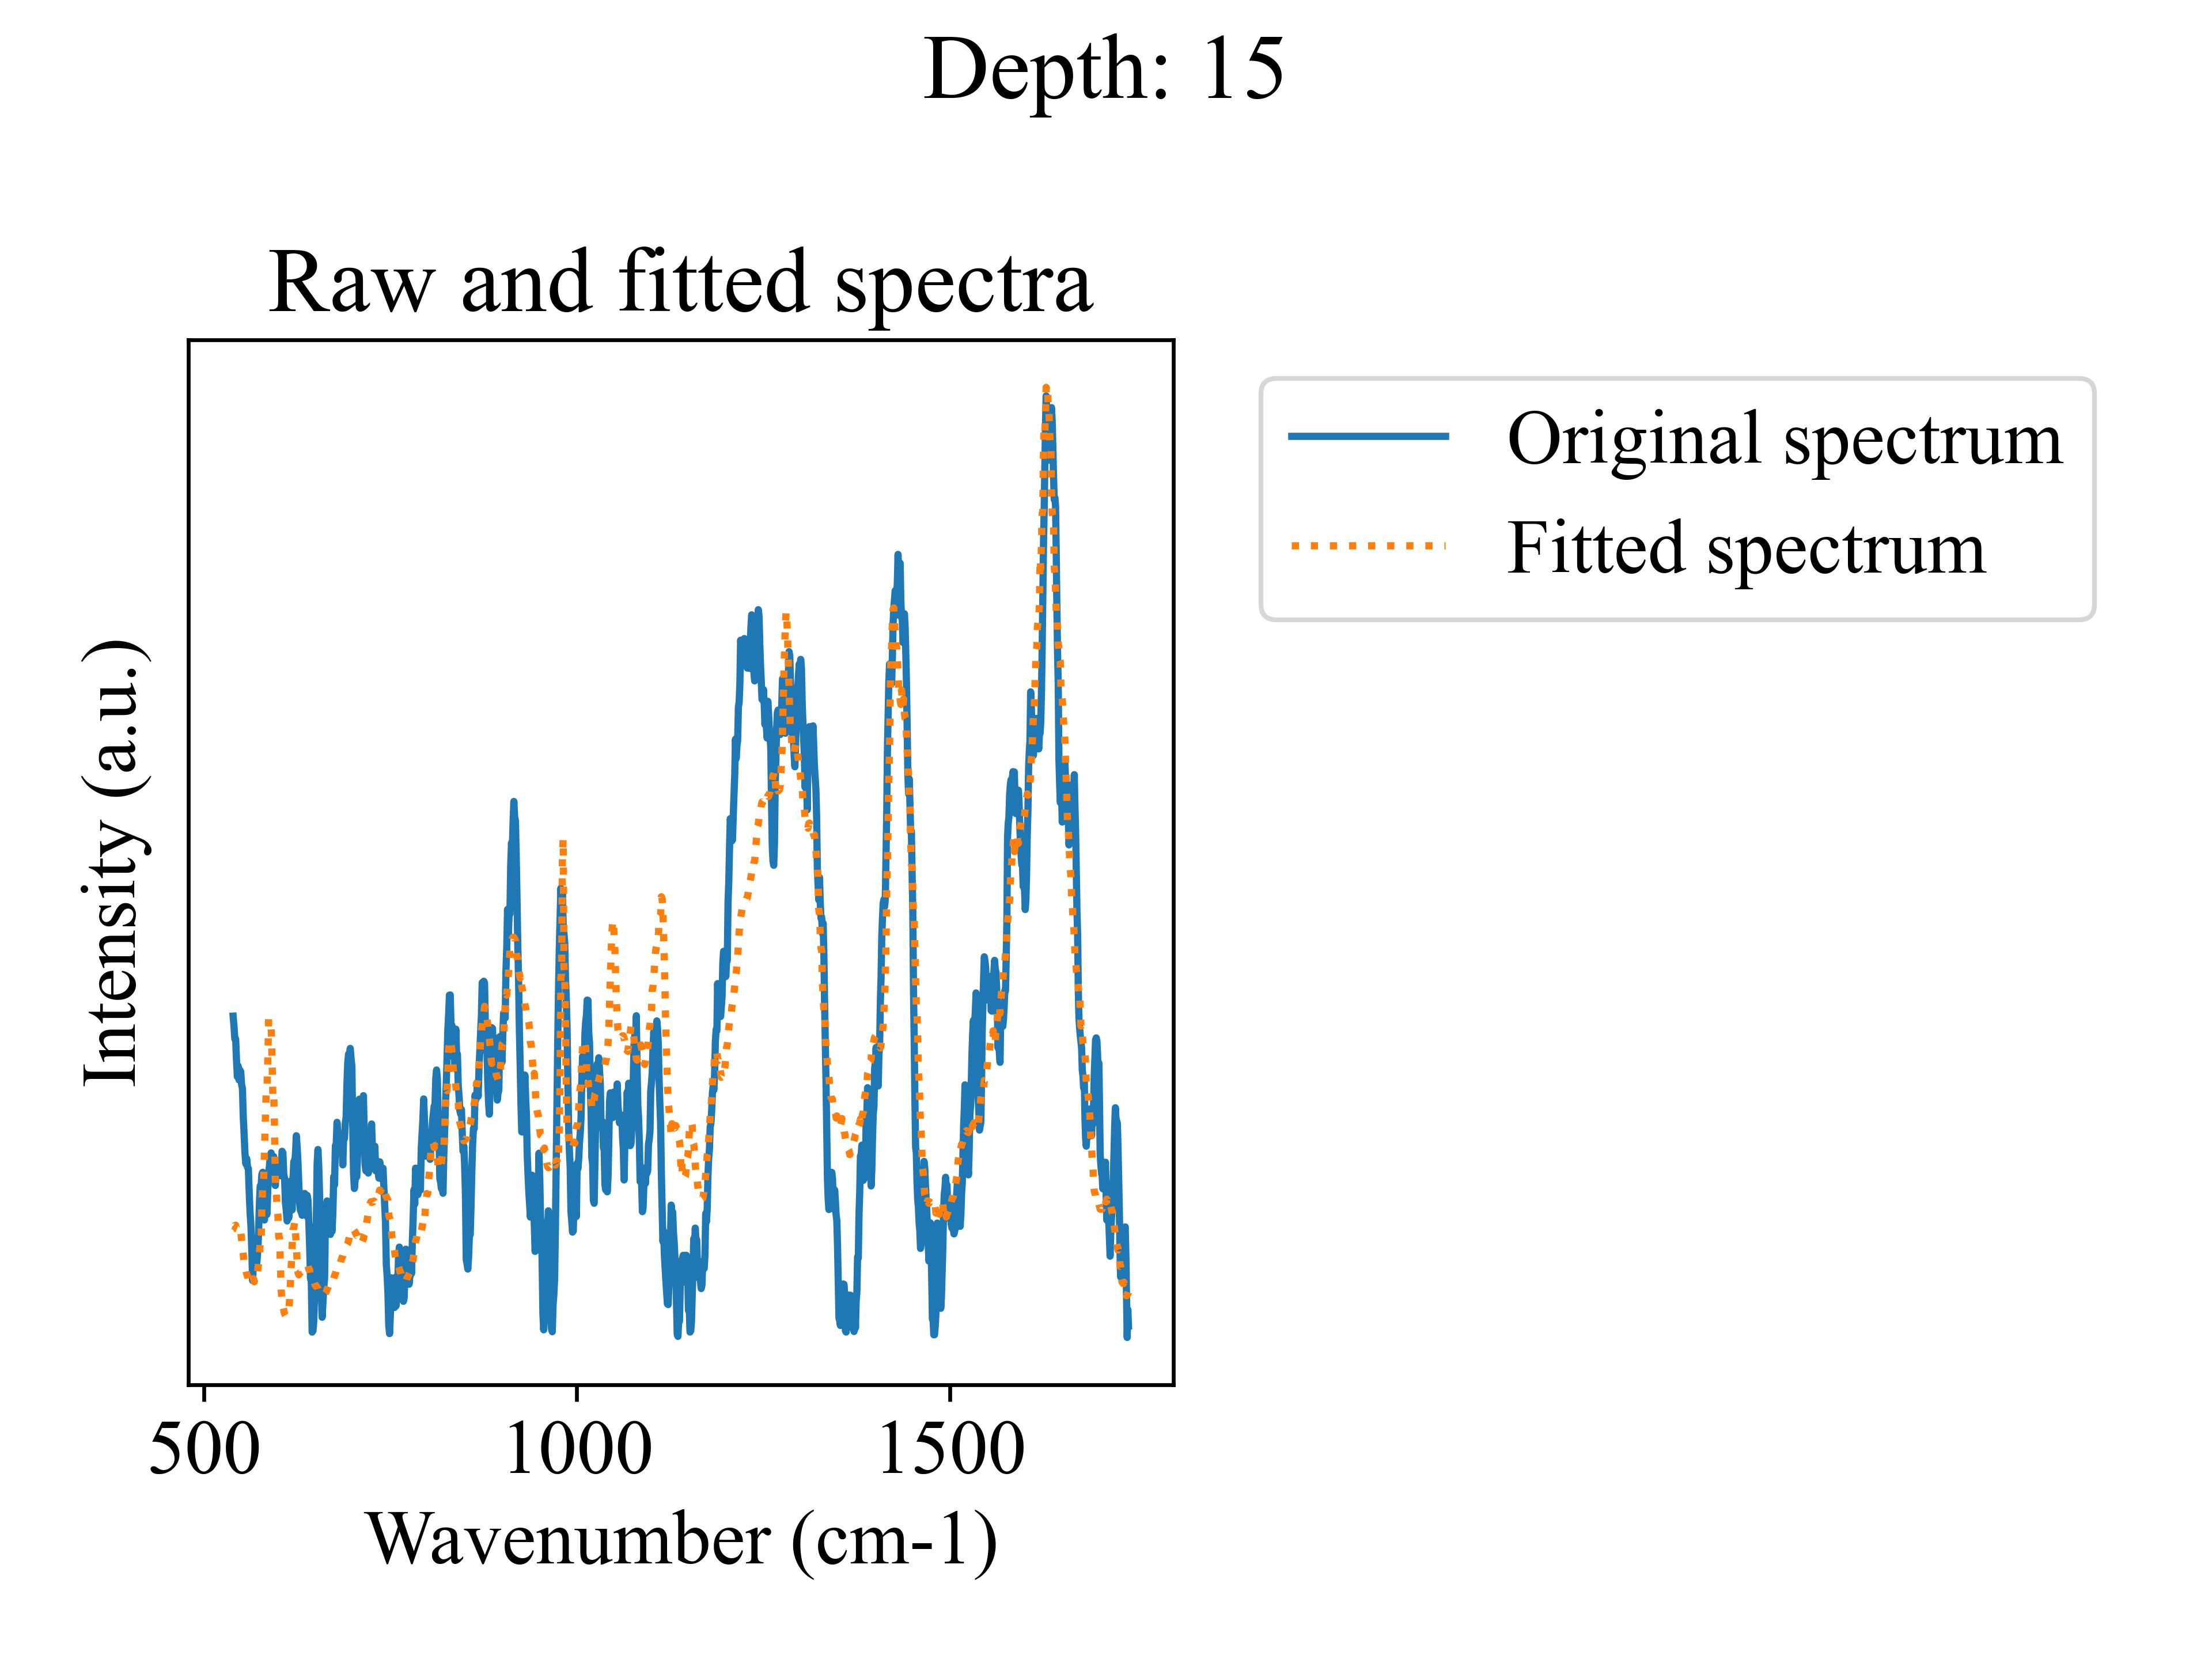 Depth: 15
Raw and fitted spectra
Original spectrum
Fitted spectrum
Intensity (a.u.)
500 1000 1500
Wavenumber (cm-1)